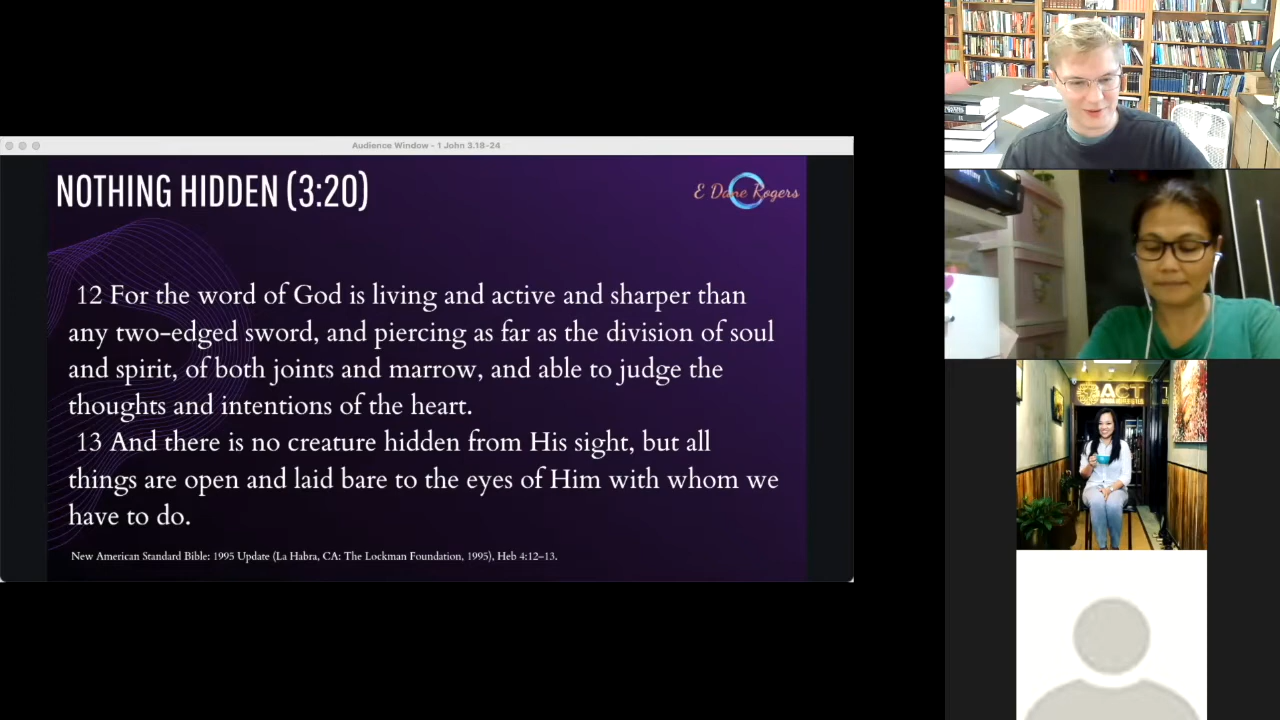 Audience Window - 1 John 3.18-24
NOTHING HIDDEN (3:20)
E Dane Rogers
12 For the word of God is living and active and sharper than
any two-edged sword, and piercing as far as the division of soul
and spirit, of both joints and marrow, and able to judge the
thoughts and intentions of the heart.
13 And there is no creature hidden from His sight, but all
things are open and laid bare to the eyes of Him with whom we
have to do.
New American Standard Bible: 1995 Update (La Habra, CA: The Lockman Foundation, 1995), Heb 4:12–13.
ACT